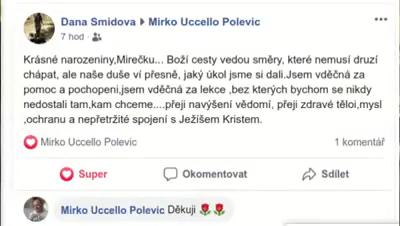 Dana Smidova ▶ Mirko Uccello Polevic
7 hod ·
Krásné narozeniny,Mirečku... Boží cesty vedou směry, které nemusí druzí
chápat, ale naše duše ví přesně, jaký úkol jsme si dali.Jsem vděčná za
pomoc a pochopeni,jsem vděčná za lekce ,bez kterých bychom se nikdy
nedostali tam,kam chceme....přeji navýšení vědomí, přeji zdravé těloi,mysl
,ochranu a nepřetržité spojení s Ježíšem Kristem.
Mirko Uccello Polevic 1 komentář
Super Okomentovat Sdílet
Mirko Uccello Polevic Děkuji 🌹🌹